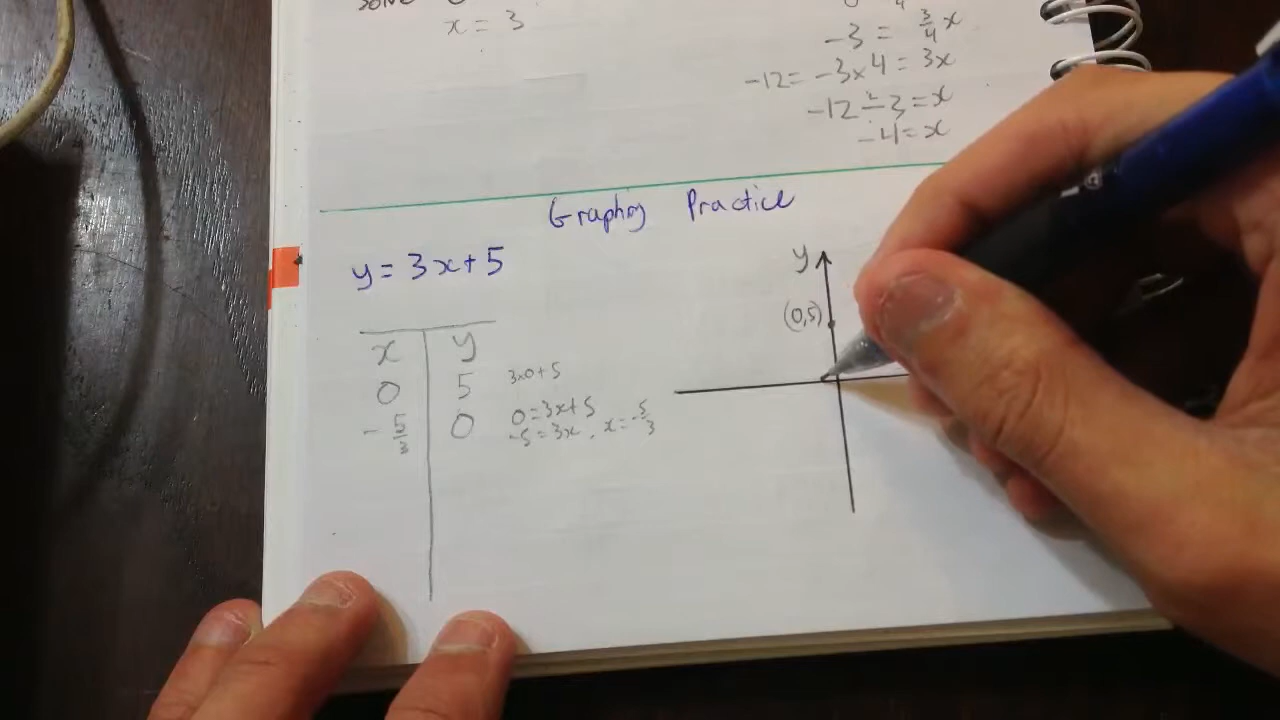 x = 3
-3 = 3/4 x
-12 = -3x4 = 3x
-12 ÷ 3 = x
-4 = x
Graphing Practice
y = 3x + 5
x y
0 5 3x0+5
-5/3 0 0=3x+5
-5=3x, x=-5/3
y
(0,5)